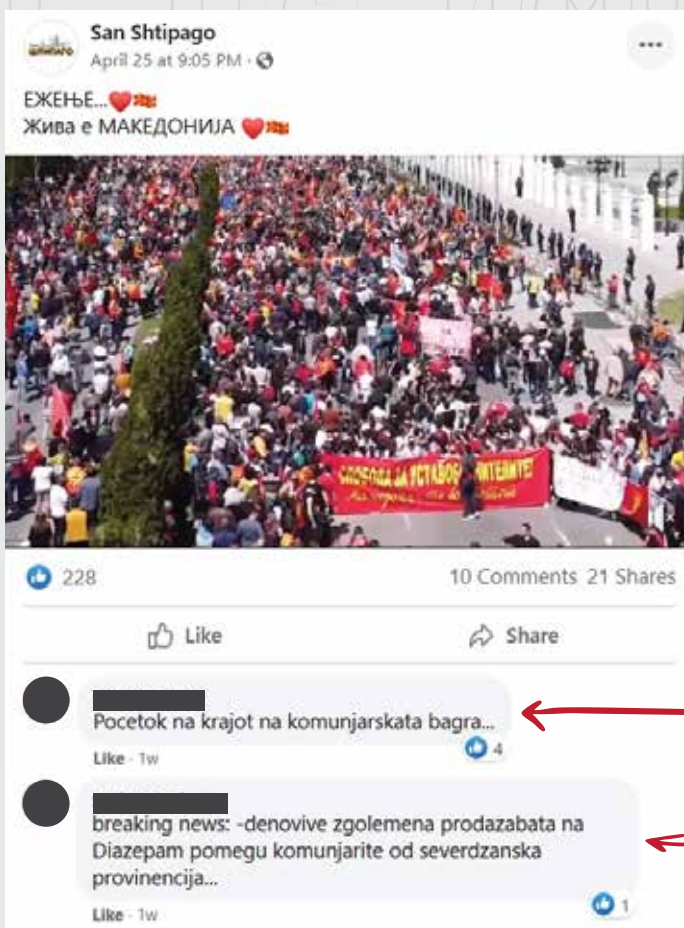 San Shtipago
April 25 at 9:05 PM
ЕЖЕЊЕ...❤️🇲🇰
Жива е МАКЕДОНИЈА ❤️🇲🇰
СЛОБОДА ЗА
228
10 Comments 21 Shares
Like Share
Pocetok na krajot na komunjarskata bagra...
Like · 1w
4
breaking news: -denovive zgolemena prodazabata na
Diazepam pomegu komunjarite od severdzanska
provinencija...
Like · 1w
1